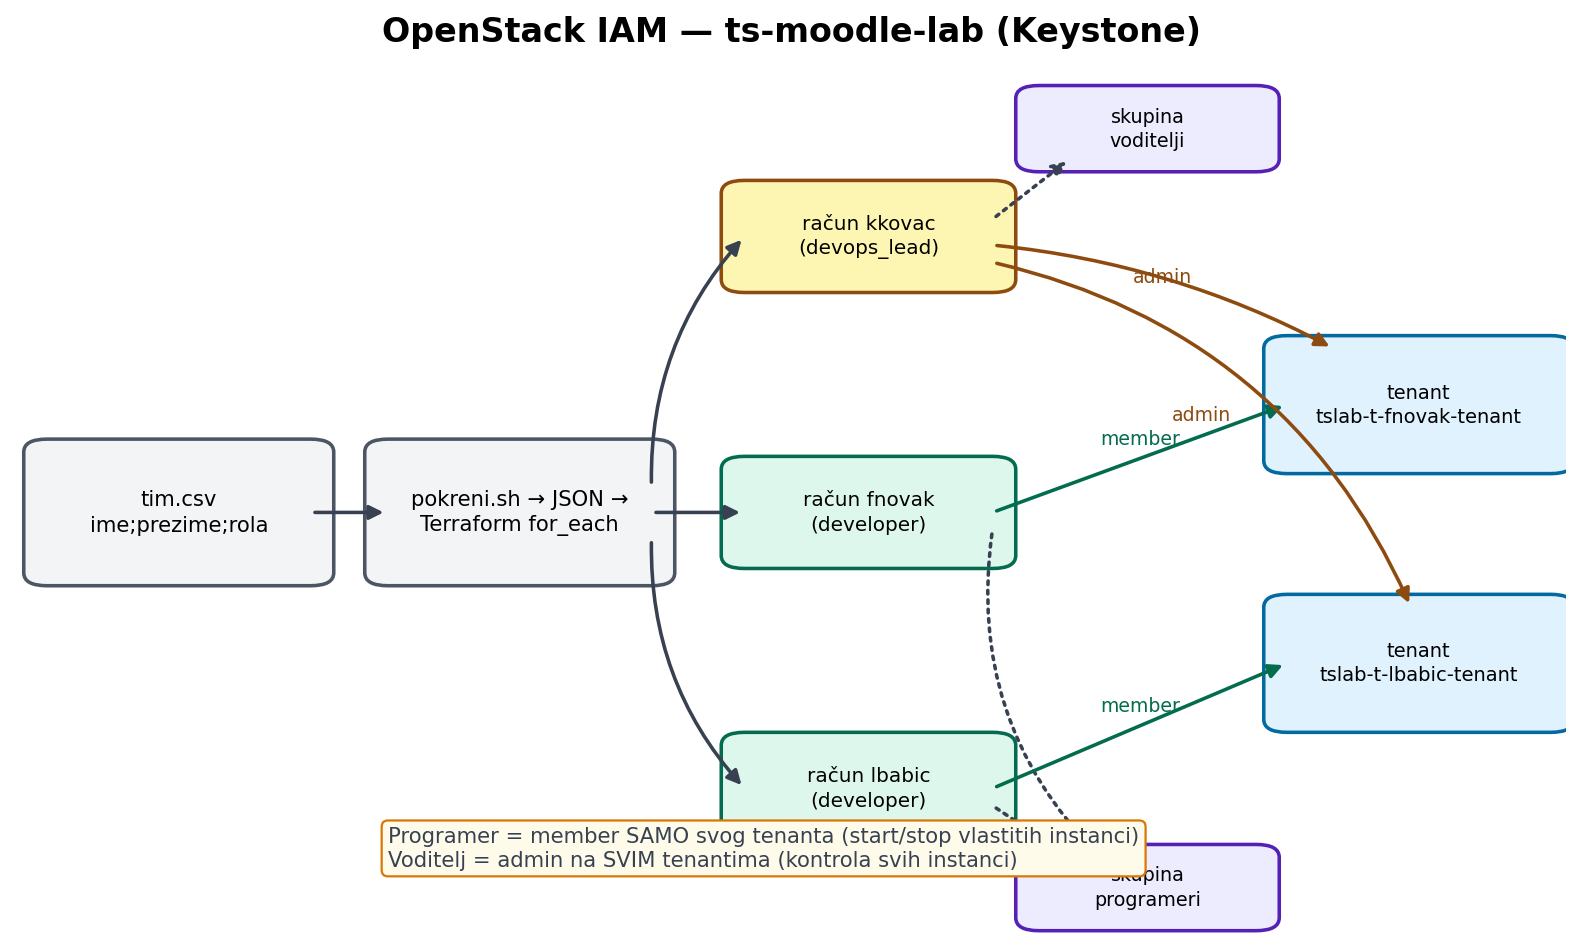 OpenStack IAM — ts-moodle-lab (Keystone)
skupina
voditelji
račun kkovac
(devops_lead)
admin
tenant
tslab-t-fnovak-tenant
admin
member
tim.csv
ime;prezime;rola
pokreni.sh → JSON →
Terraform for_each
račun fnovak
(developer)
tenant
tslab-t-lbabic-tenant
member
račun lbabic
(developer)
Programer = member SAMO svog tenanta (start/stop vlastitih instanci)
Voditelj = admin na SVIM tenantima (kontrola svih instanci)
skupina
programeri